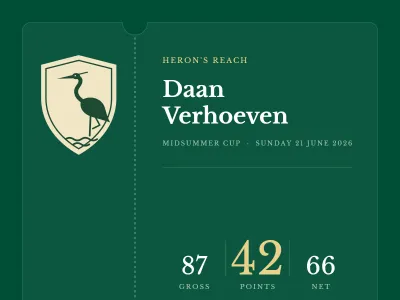 HERON'S REACH
Daan
Verhoeven
MIDSUMMER CUP · SUNDAY 21 JUNE 2026
87 42 66
GROSS POINTS NET